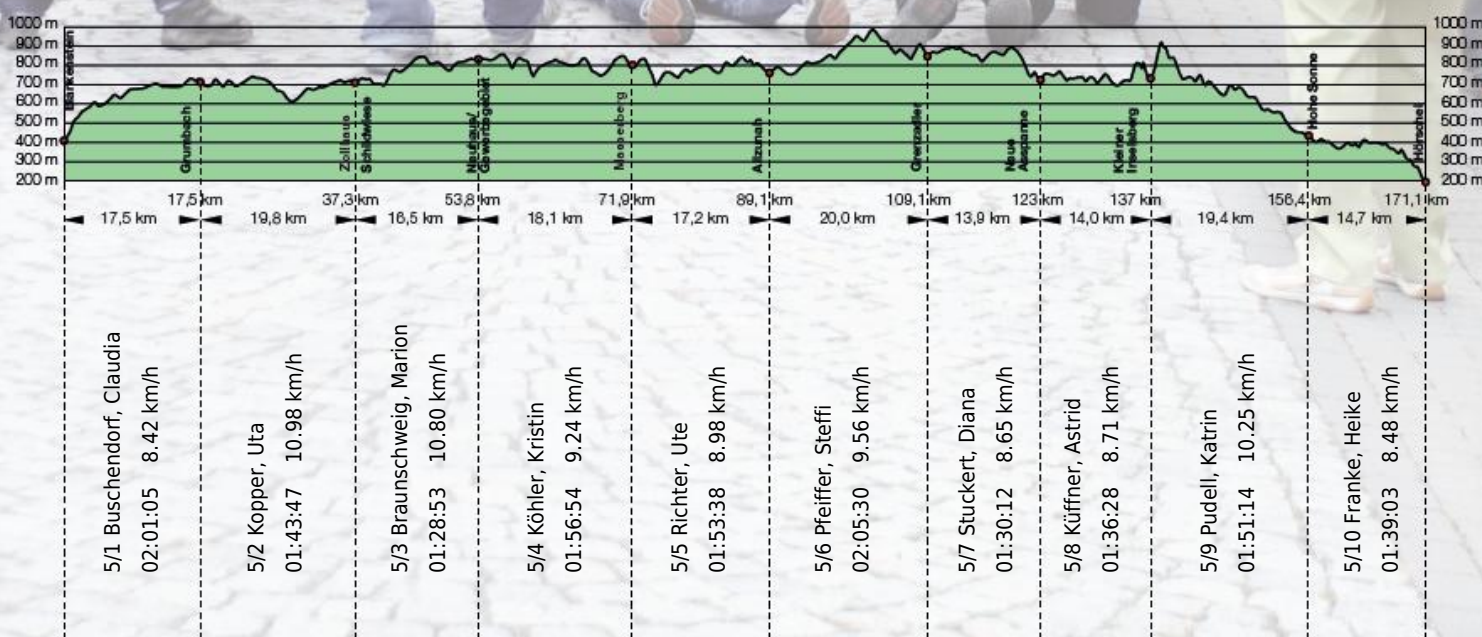 1000 m
900 m
800 m
700 m
600 m
500 m
400 m
300 m
200 m
1000 m
900 m
800 m
700 m
600 m
500 m
400 m
300 m
200 m
Blankenstein
Grumbach
Zollhaus
Schildwiese
Neuhaus/
Masserberg
Allzunah
Grenzadler
Neue
Ausspanne
Kleiner
Inselsberg
Hohe Sonne
Hörschel
17,5 km
37,3 km
53,8 km
71,9 km
89,1 km
109,1 km
123 km
137 km
156,4 km
171,1 km
17,5 km
19,8 km
16,5 km
18,1 km
17,2 km
20,0 km
13,9 km
14,0 km
19,4 km
14,7 km
5/1 Buschendorf, Claudia
02:01:05 8.42 km/h
5/2 Kopper, Uta
01:43:47 10.98 km/h
5/3 Braunschweig, Marion
01:28:53 10.80 km/h
5/4 Köhler, Kristin
01:56:54 9.24 km/h
5/5 Richter, Ute
01:53:38 8.98 km/h
5/6 Pfeiffer, Steffi
02:05:30 9.56 km/h
5/7 Stuckert, Diana
01:30:12 8.65 km/h
5/8 Küffner, Astrid
01:36:28 8.71 km/h
5/9 Pudell, Katrin
01:51:14 10.25 km/h
5/10 Franke, Heike
01:39:03 8.48 km/h